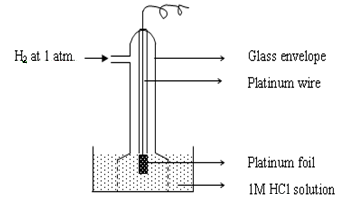 H₂ at 1 atm.
Glass envelope
Platinum wire
Platinum foil
1M HCl solution